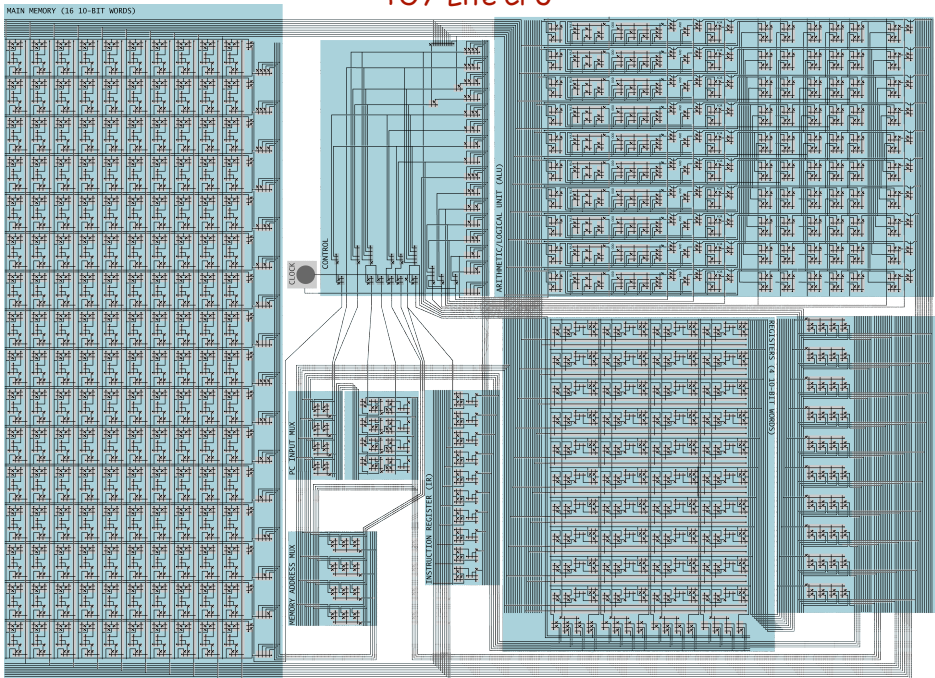 TOY-Lite CPU
MAIN MEMORY (16 10-BIT WORDS)
CONTROL
CLOCK
ARITHMETIC/LOGICAL UNIT (ALU)
REGISTERS (4 10-BIT WORDS)
PC INPUT MUX
INSTRUCTION REGISTER (IR)
MEMORY ADDRESS MUX